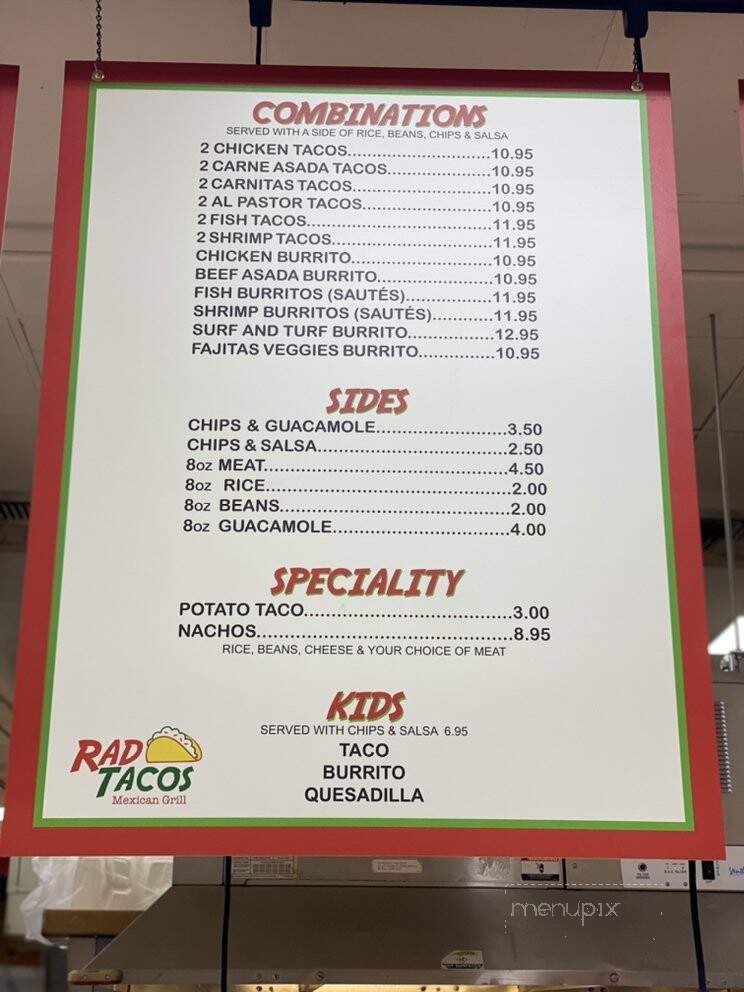 COMBINATIONS
SERVED WITH A SIDE OF RICE, BEANS, CHIPS & SALSA
2 CHICKEN TACOS..........................10.95
2 CARNE ASADA TACOS...................10.95
2 CARNITAS TACOS.........................10.95
2 AL PASTOR TACOS.......................10.95
2 FISH TACOS..................................11.95
2 SHRIMP TACOS.............................11.95
CHICKEN BURRITO..........................10.95
BEEF ASADA BURRITO.....................10.95
FISH BURRITOS (SAUTÉS)................11.95
SHRIMP BURRITOS (SAUTÉS)...........11.95
SURF AND TURF BURRITO................12.95
FAJITAS VEGGIES BURRITO..............10.95
SIDES
CHIPS & GUACAMOLE........................3.50
CHIPS & SALSA...................................2.50
8oz MEAT.............................................4.50
8oz RICE.............................................2.00
8oz BEANS..........................................2.00
8oz GUACAMOLE.................................4.00
SPECIALITY
POTATO TACO......................................3.00
NACHOS...............................................8.95
RICE, BEANS, CHEESE & YOUR CHOICE OF MEAT
KIDS
SERVED WITH CHIPS & SALSA 6.95
TACO
BURRITO
QUESADILLA
RAD
TACOS
Mexican Grill
menupix